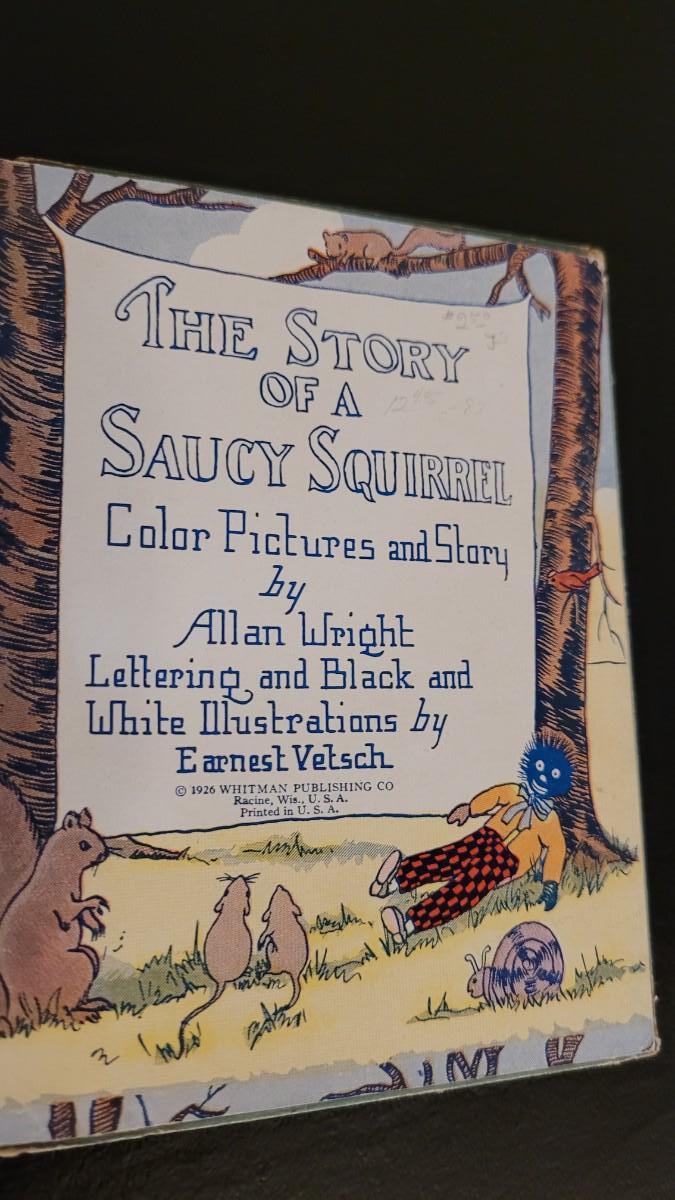 THE STORY
OF A
SAUCY SQUIRREL
Color Pictures and Story
by
Allan Wright
Lettering and Black and
White Illustrations by
Earnest Vetsch
© 1926 WHITMAN PUBLISHING CO
Racine, Wis., U. S. A.
Printed in U. S. A.